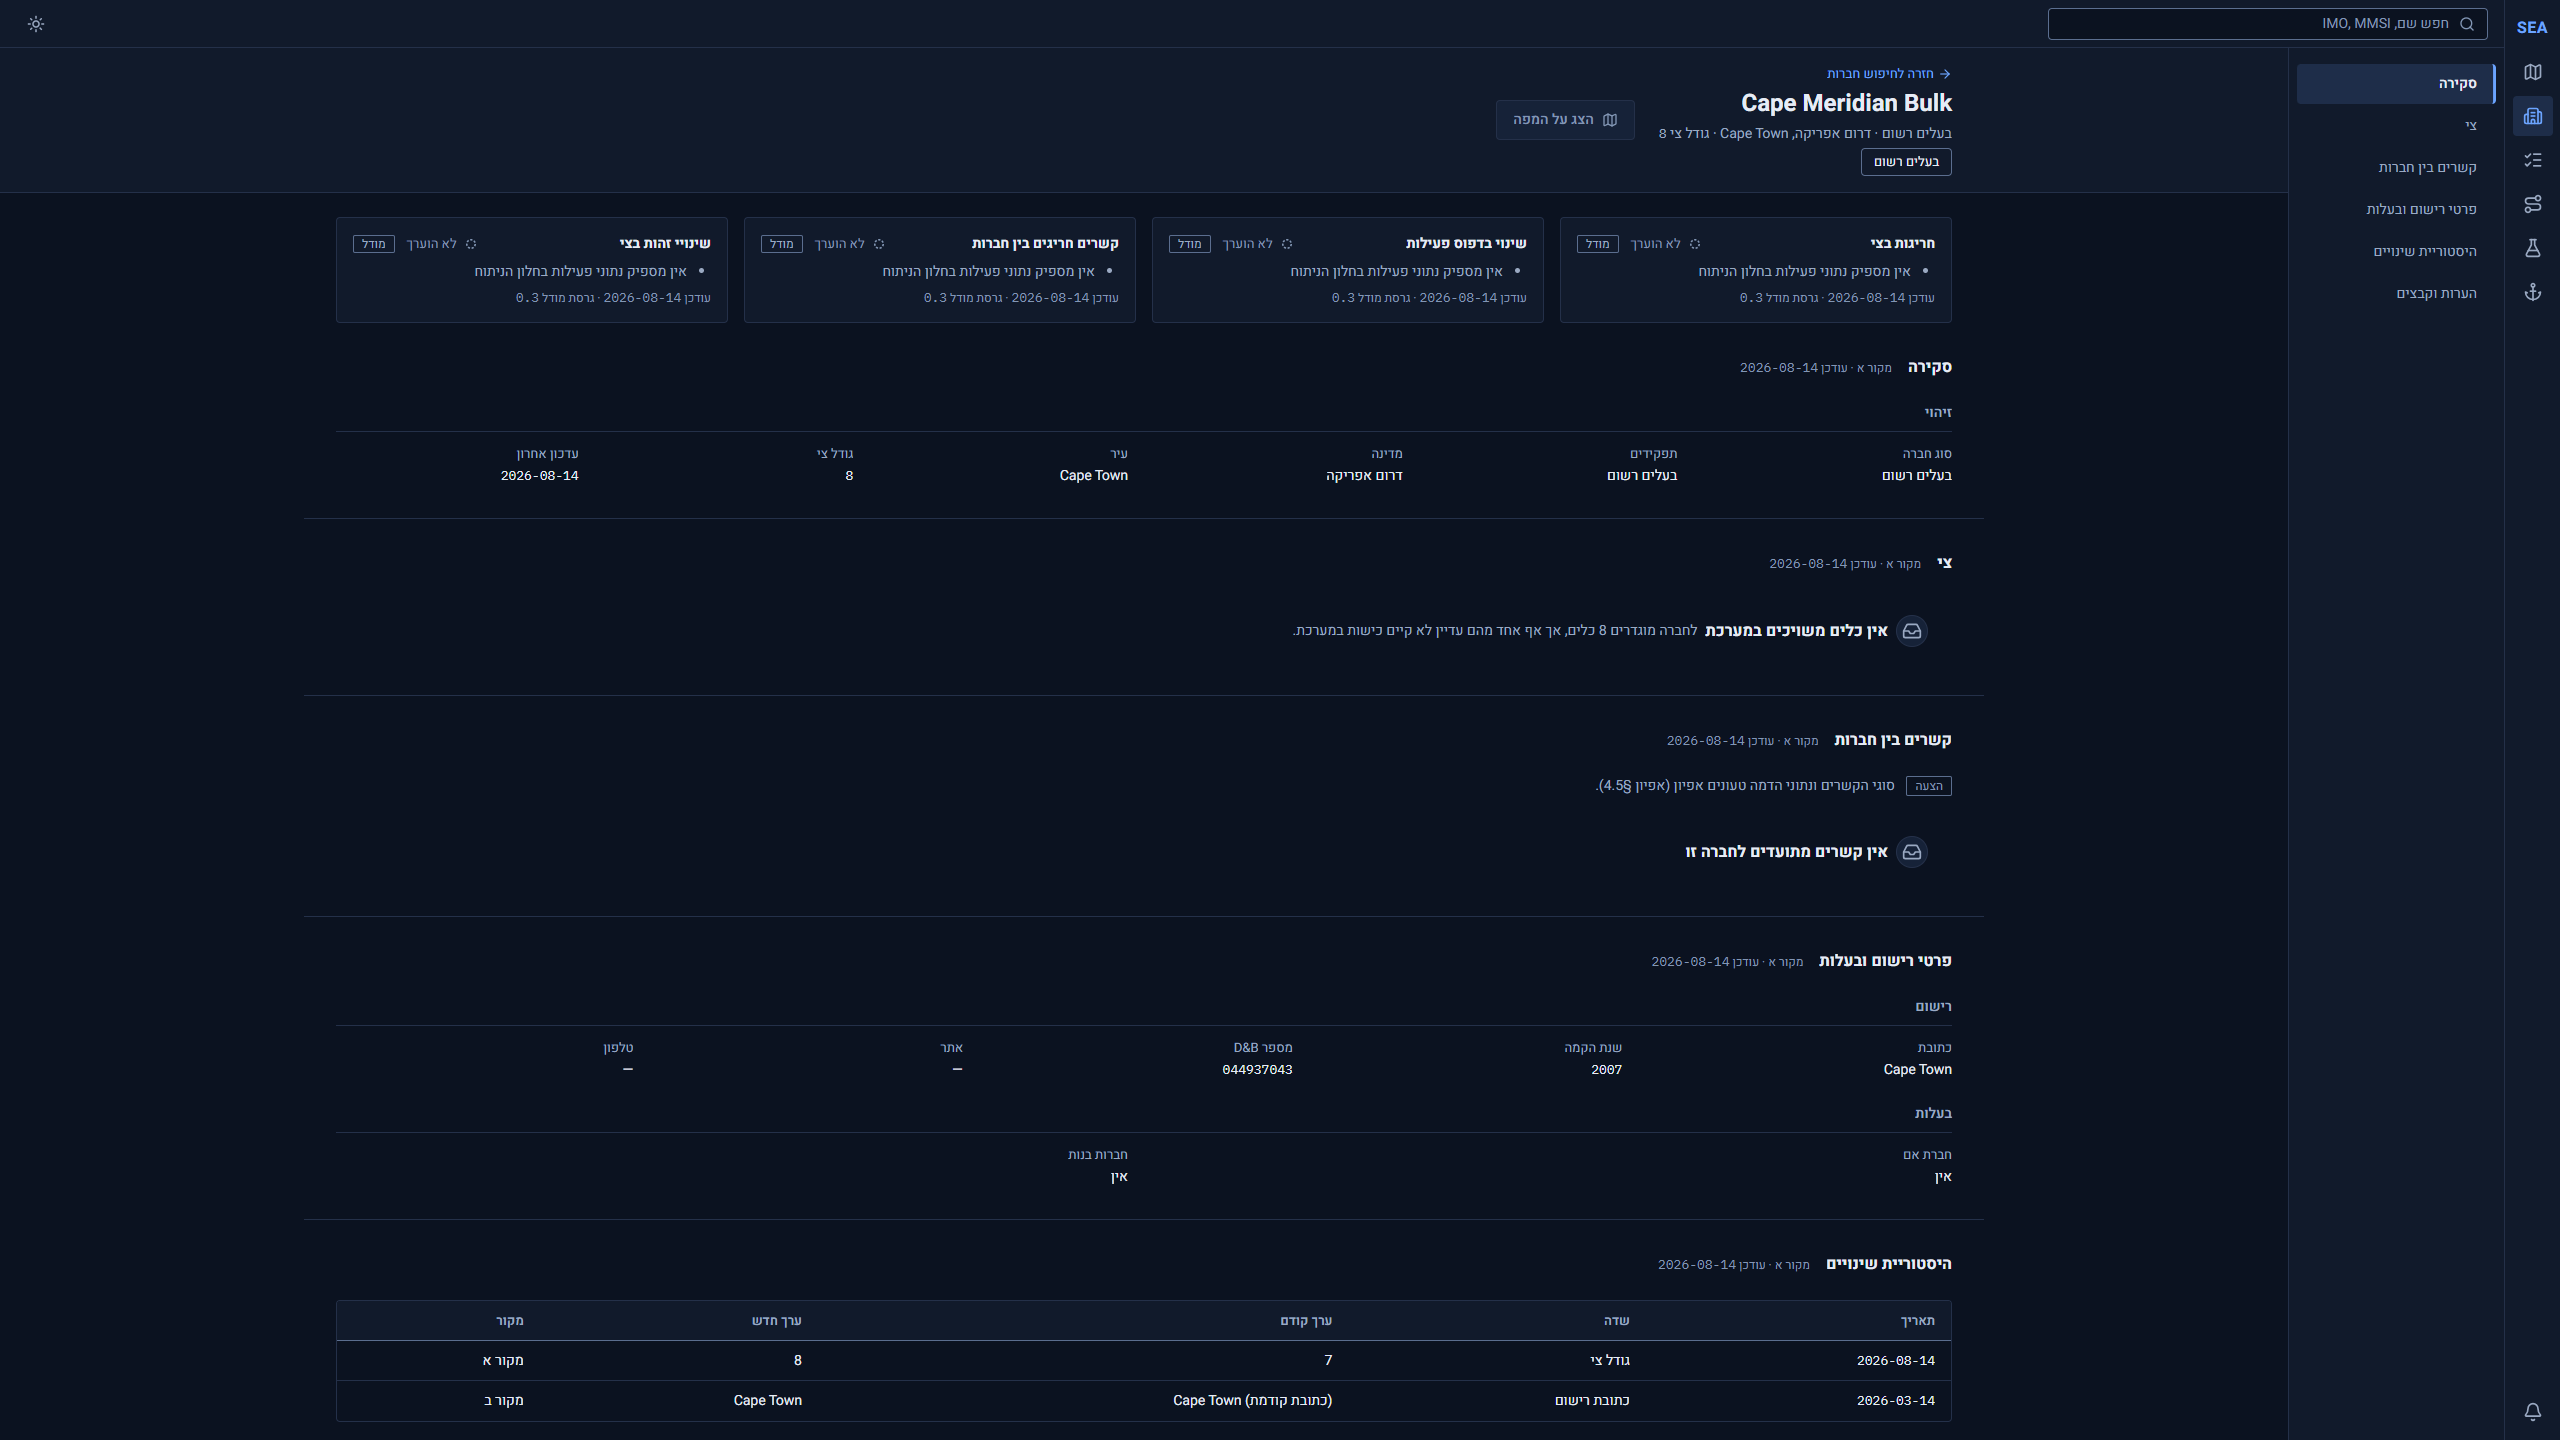 SEA
חפש שם, IMO, MMSI
סקירה
צי
קשרים בין חברות
פרטי רישום ובעלות
היסטוריית שינויים
הערות וקבצים
חזרה לחיפוש חברות
Cape Meridian Bulk
בעלים רשום · דרום אפריקה, Cape Town · גודל צי 8
בעלים רשום
הצג על המפה
חריגות בצי לא הוערך מודל
אין מספיק נתוני פעילות בחלון הניתוח
עודכן 2026-08-14 · גרסת מודל 0.3
שינוי בדפוס פעילות לא הוערך מודל
אין מספיק נתוני פעילות בחלון הניתוח
עודכן 2026-08-14 · גרסת מודל 0.3
קשרים חריגים בין חברות לא הוערך מודל
אין מספיק נתוני פעילות בחלון הניתוח
עודכן 2026-08-14 · גרסת מודל 0.3
שינויי זהות בצי לא הוערך מודל
אין מספיק נתוני פעילות בחלון הניתוח
עודכן 2026-08-14 · גרסת מודל 0.3
סקירה מקור א · עודכן 2026-08-14
זיהוי
סוג חברה תפקידים מדינה עיר גודל צי עדכון אחרון
בעלים רשום בעלים רשום דרום אפריקה Cape Town 8 2026-08-14
צי מקור א · עודכן 2026-08-14
אין כלים משויכים במערכת לחברה מוגדרים 8 כלים, אך אף אחד מהם עדיין לא קיים כישות במערכת.
קשרים בין חברות מקור א · עודכן 2026-08-14
הצעה סוגי הקשרים ונתוני הדמה טעונים אפיון (אפיון §4.5).
אין קשרים מתועדים לחברה זו
פרטי רישום ובעלות מקור א · עודכן 2026-08-14
רישום
כתובת שנת הקמה מספר D&B אתר טלפון
Cape Town 2007 044937043 — —
בעלות
חברת אם חברות בנות
אין אין
היסטוריית שינויים מקור א · עודכן 2026-08-14
תאריך שדה ערך קודם ערך חדש מקור
2026-08-14 גודל צי 7 8 מקור א
2026-03-14 כתובת רישום Cape Town (כתובת קודמת) Cape Town מקור ב